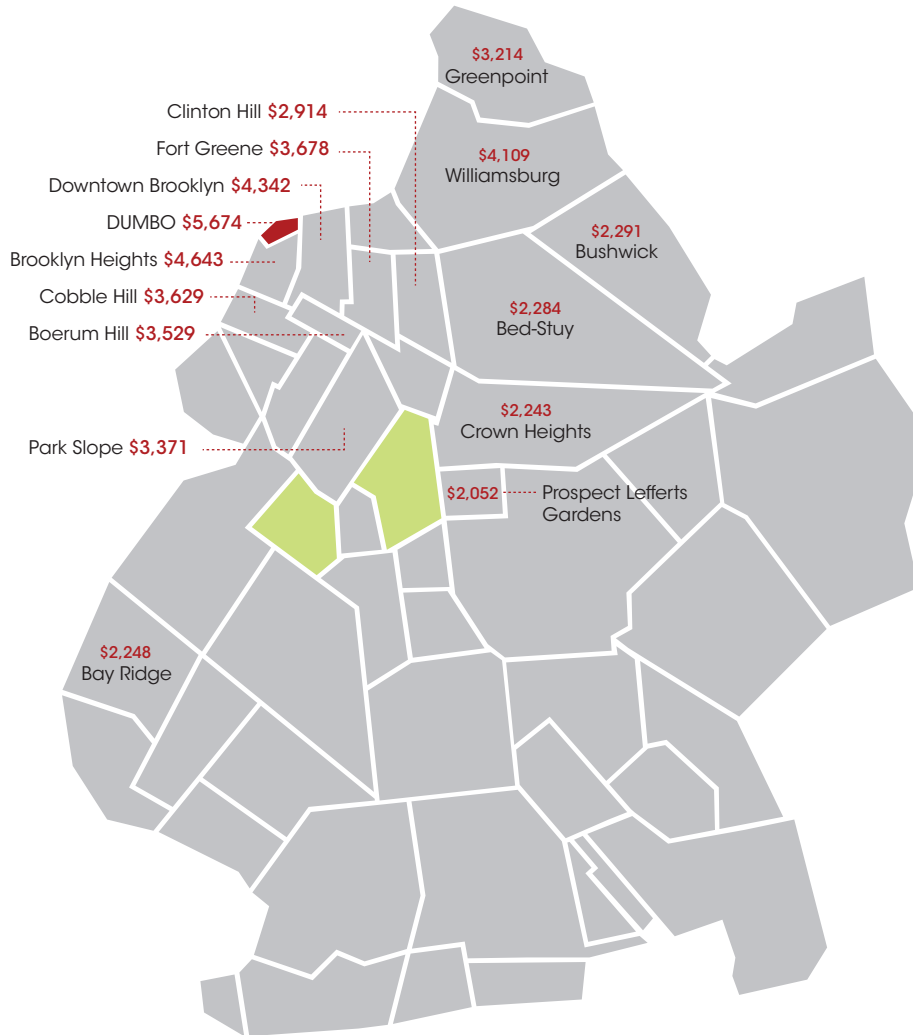 $3,214
Greenpoint
Clinton Hill $2,914
Fort Greene $3,678
$4,109
Williamsburg
Downtown Brooklyn $4,342
DUMBO $5,674
$2,291
Bushwick
Brooklyn Heights $4,643
Cobble Hill $3,629
$2,284
Bed-Stuy
Boerum Hill $3,529
$2,243
Crown Heights
Park Slope $3,371
$2,052 Prospect Lefferts
Gardens
$2,248
Bay Ridge